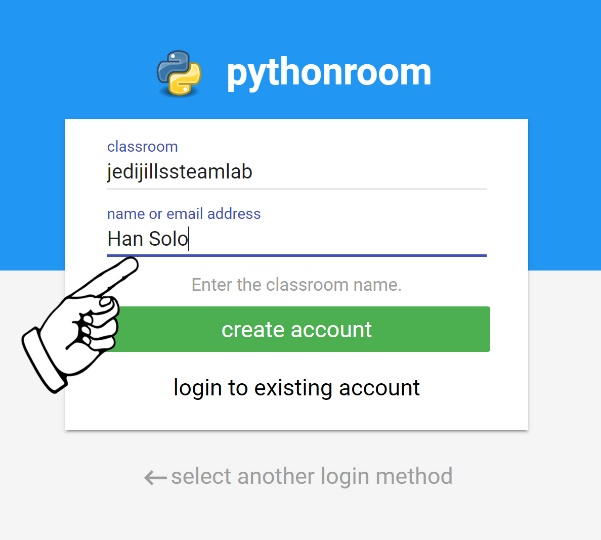 pythonroom
classroom
jedijillssteamlab
name or email address
Han Solo
Enter the classroom name.
create account
login to existing account
←select another login method